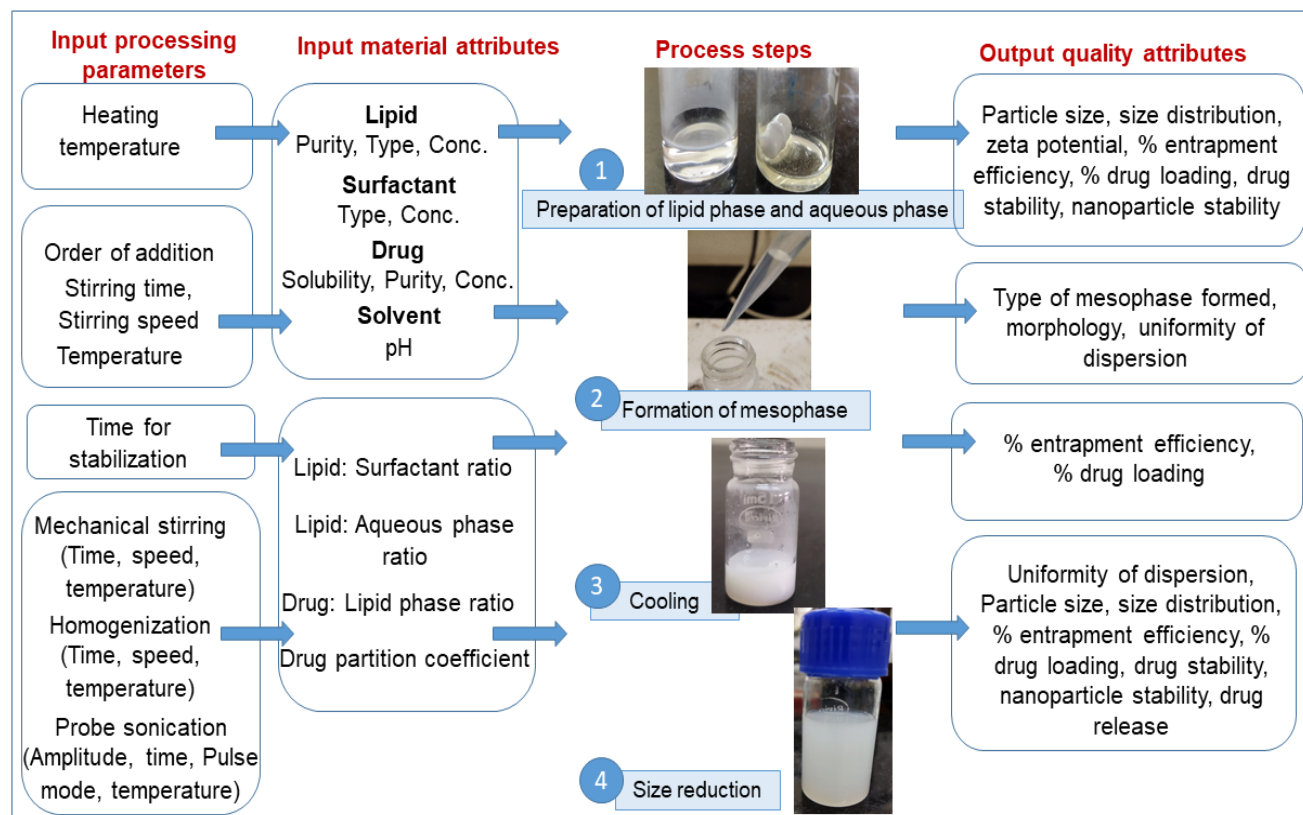 Input processing
parameters
Input material attributes
Process steps
Output quality attributes
Heating
temperature
Order of addition
Stirring time,
Stirring speed
Temperature
Time for
stabilization
Mechanical stirring
(Time, speed,
temperature)
Homogenization
(Time, speed,
temperature)
Probe sonication
(Amplitude, time, Pulse
mode, temperature)
Lipid
Purity, Type, Conc.
Surfactant
Type, Conc.
Drug
Solubility, Purity, Conc.
Solvent
pH
Lipid: Surfactant ratio
Lipid: Aqueous phase
ratio
Drug: Lipid phase ratio
Drug partition coefficient
1
Preparation of lipid phase and aqueous phase
2
Formation of mesophase
3
Cooling
4
Size reduction
Particle size, size distribution,
zeta potential, % entrapment
efficiency, % drug loading, drug
stability, nanoparticle stability
Type of mesophase formed,
morphology, uniformity of
dispersion
% entrapment efficiency,
% drug loading
Uniformity of dispersion,
Particle size, size distribution,
% entrapment efficiency, %
drug loading, drug stability,
nanoparticle stability, drug
release